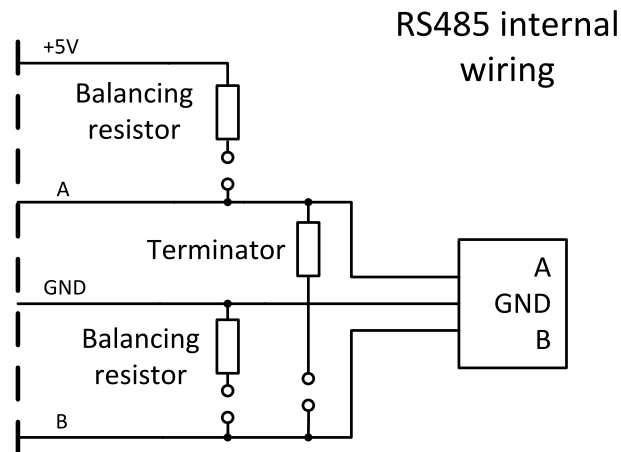 RS485 internal
wiring
+5V
Balancing
resistor
A
Terminator
A
GND
GND
Balancing
resistor
B
B